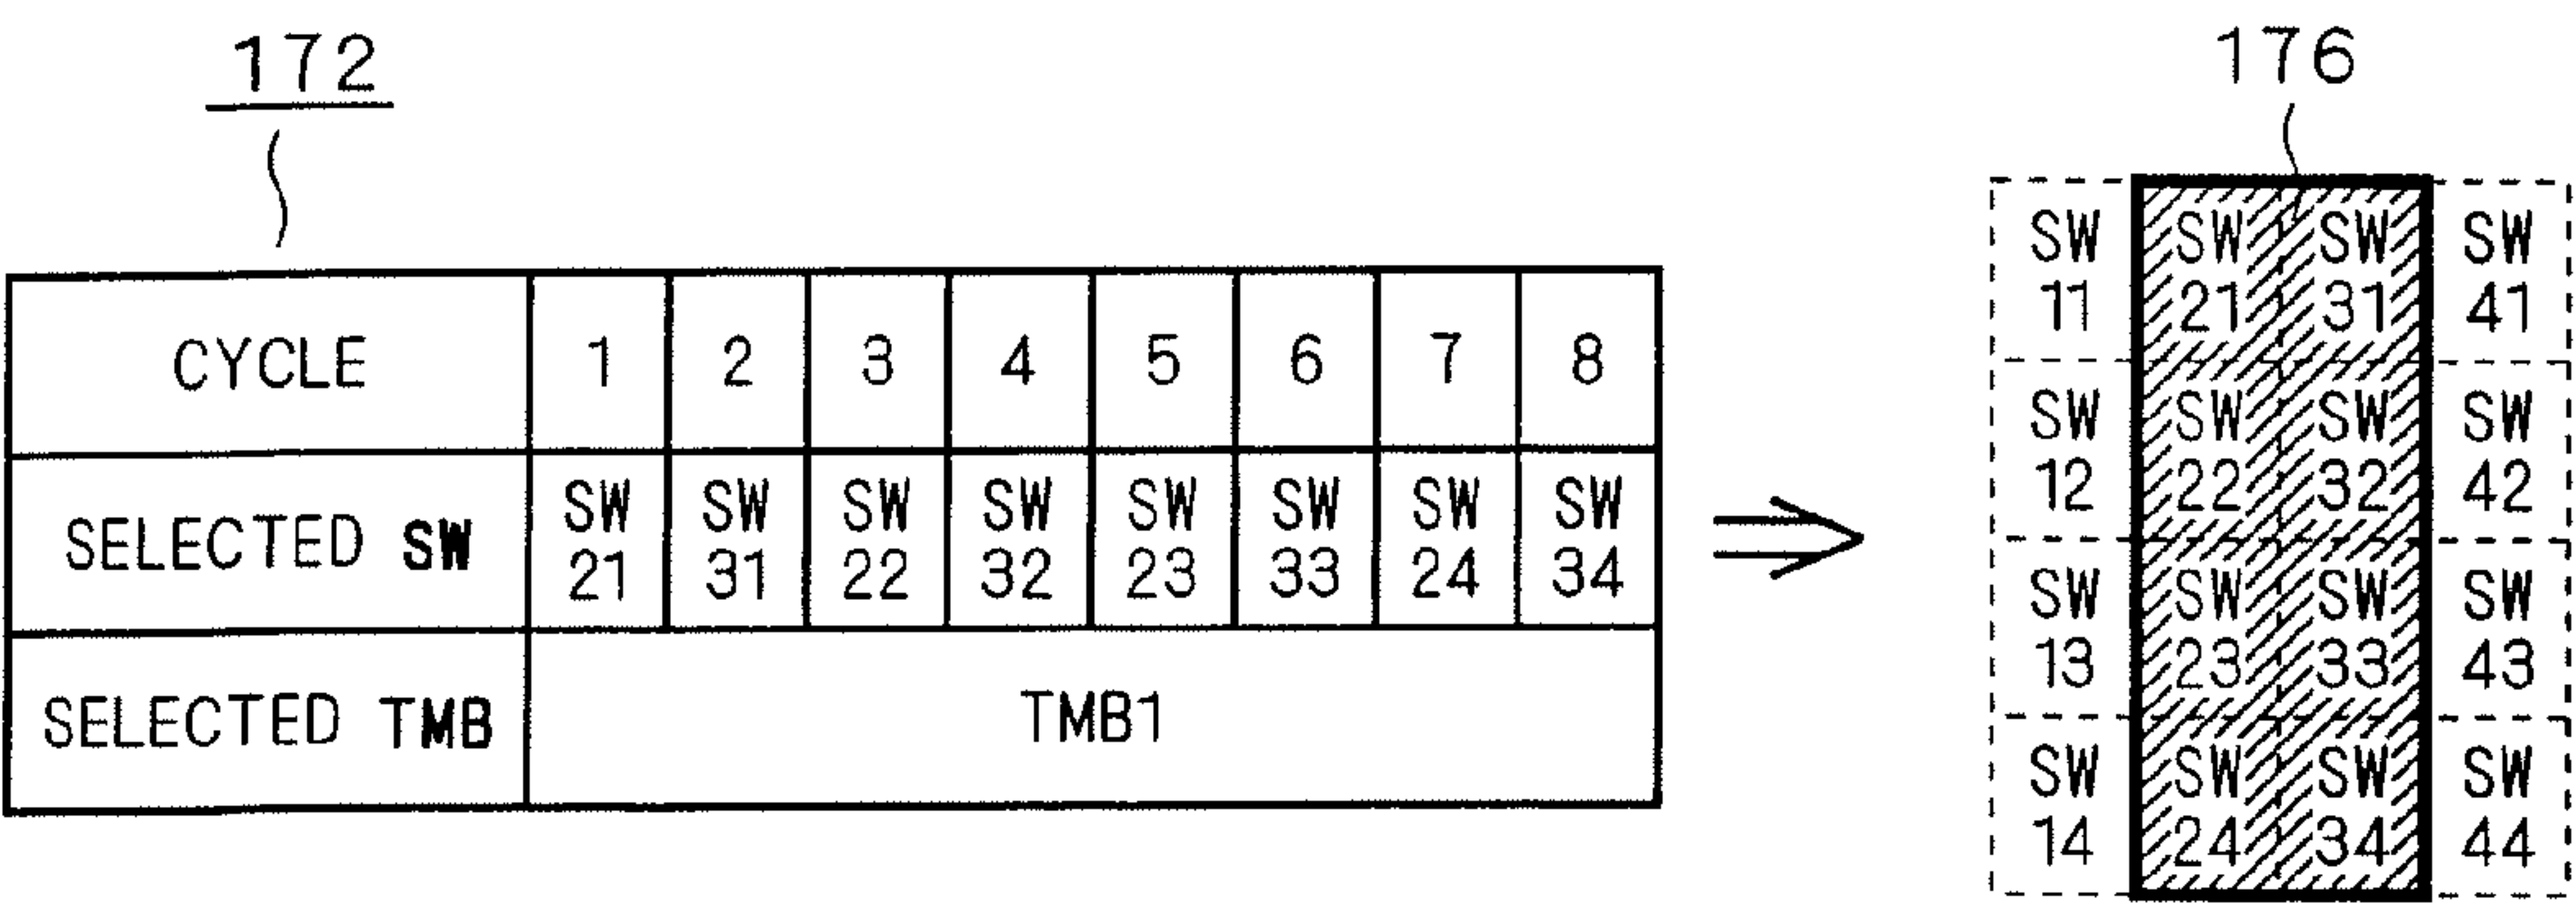 172
176
CYCLE 1 2 3 4 5 6 7 8
SELECTED SW SW 21 SW 31 SW 22 SW 32 SW 23 SW 33 SW 24 SW 34
SELECTED TMB TMB1
SW 11 SW 21 SW 31 SW 41
SW 12 SW 22 SW 32 SW 42
SW 13 SW 23 SW 33 SW 43
SW 14 SW 24 SW 34 SW 44